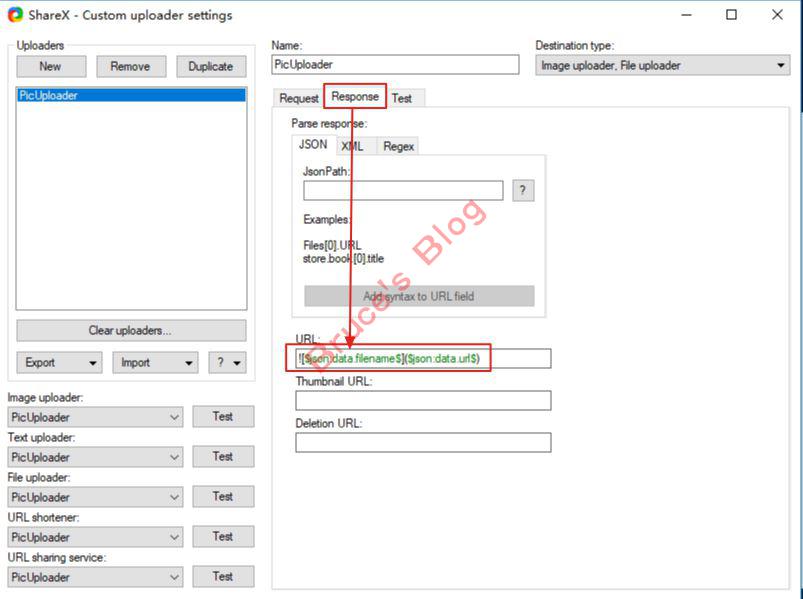 ShareX - Custom uploader settings
Uploaders
New
Remove
Duplicate
PicUploader
Clear uploaders...
Export
Import
?
Image uploader:
PicUploader
Test
Text uploader:
PicUploader
Test
File uploader:
PicUploader
Test
URL shortener:
PicUploader
Test
URL sharing service:
PicUploader
Test
Name:
PicUploader
Destination type:
Image uploader, File uploader
Request
Response
Test
Parse response:
JSON
XML
Regex
JsonPath:
?
Examples:
Files[0].URL
store.book[0].title
Add syntax to URL field
URL:
![$json:data.filename$]($json:data.url$)
Thumbnail URL:
Deletion URL:
Bruce's Blog